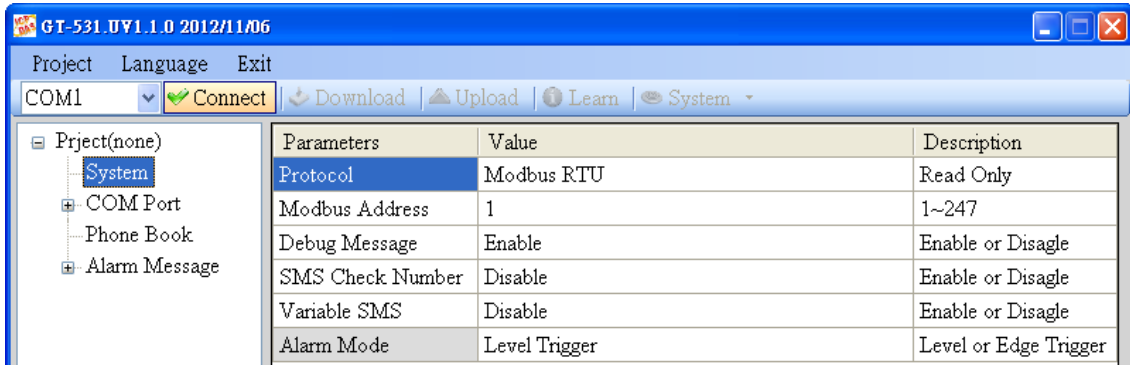 GT-531.UV1.1.0 2012/11/06
Project Language Exit
COM1 Connect Download Upload Learn System
Prject(none)
System
COM Port
Phone Book
Alarm Message
Parameters Value Description
Protocol Modbus RTU Read Only
Modbus Address 1 1~247
Debug Message Enable Enable or Disagle
SMS Check Number Disable Enable or Disagle
Variable SMS Disable Enable or Disagle
Alarm Mode Level Trigger Level or Edge Trigger